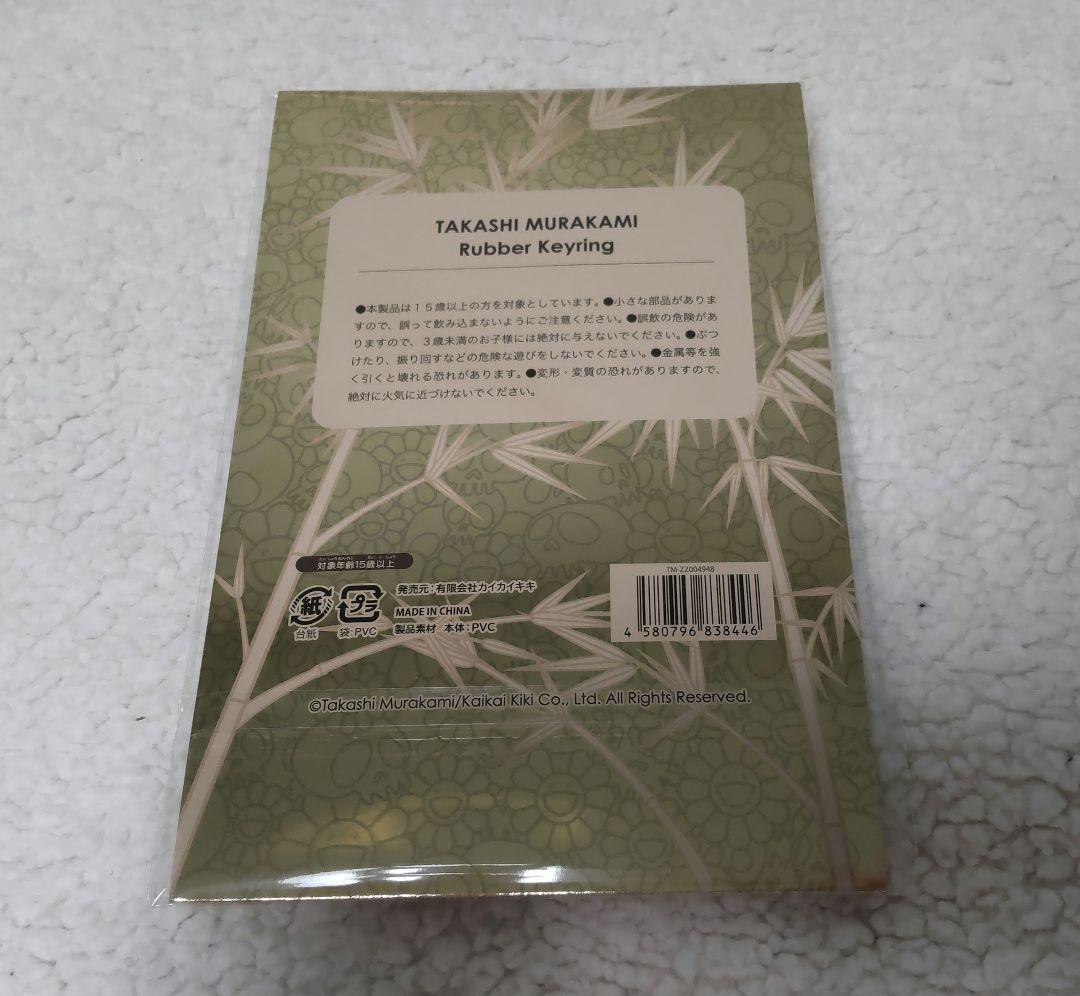 TAKASHI MURAKAMI
Rubber Keyring
●本製品は15歳以上の方を対象としています。●小さな部品がありま
すので、誤って飲み込まないようにご注意ください。●誤飲の危険があ
りますので、3歳未満のお子様には絶対に与えないでください。●ぶつ
けたり、振り回すなどの危険な遊びをしないでください。●金属等を強
く引くと壊れる恐れがあります。●変形・変質の恐れがありますので、
絶対に火気に近づけないでください。
対象年齢15歳以上
紙
台紙
プラ
袋:PVC
発売元:有限会社カイカイキキ
MADE IN CHINA
製品素材 本体:PVC
TM-ZZ004948
4 580796 838446
©Takashi Murakami/Kaikai Kiki Co., Ltd. All Rights Reserved.